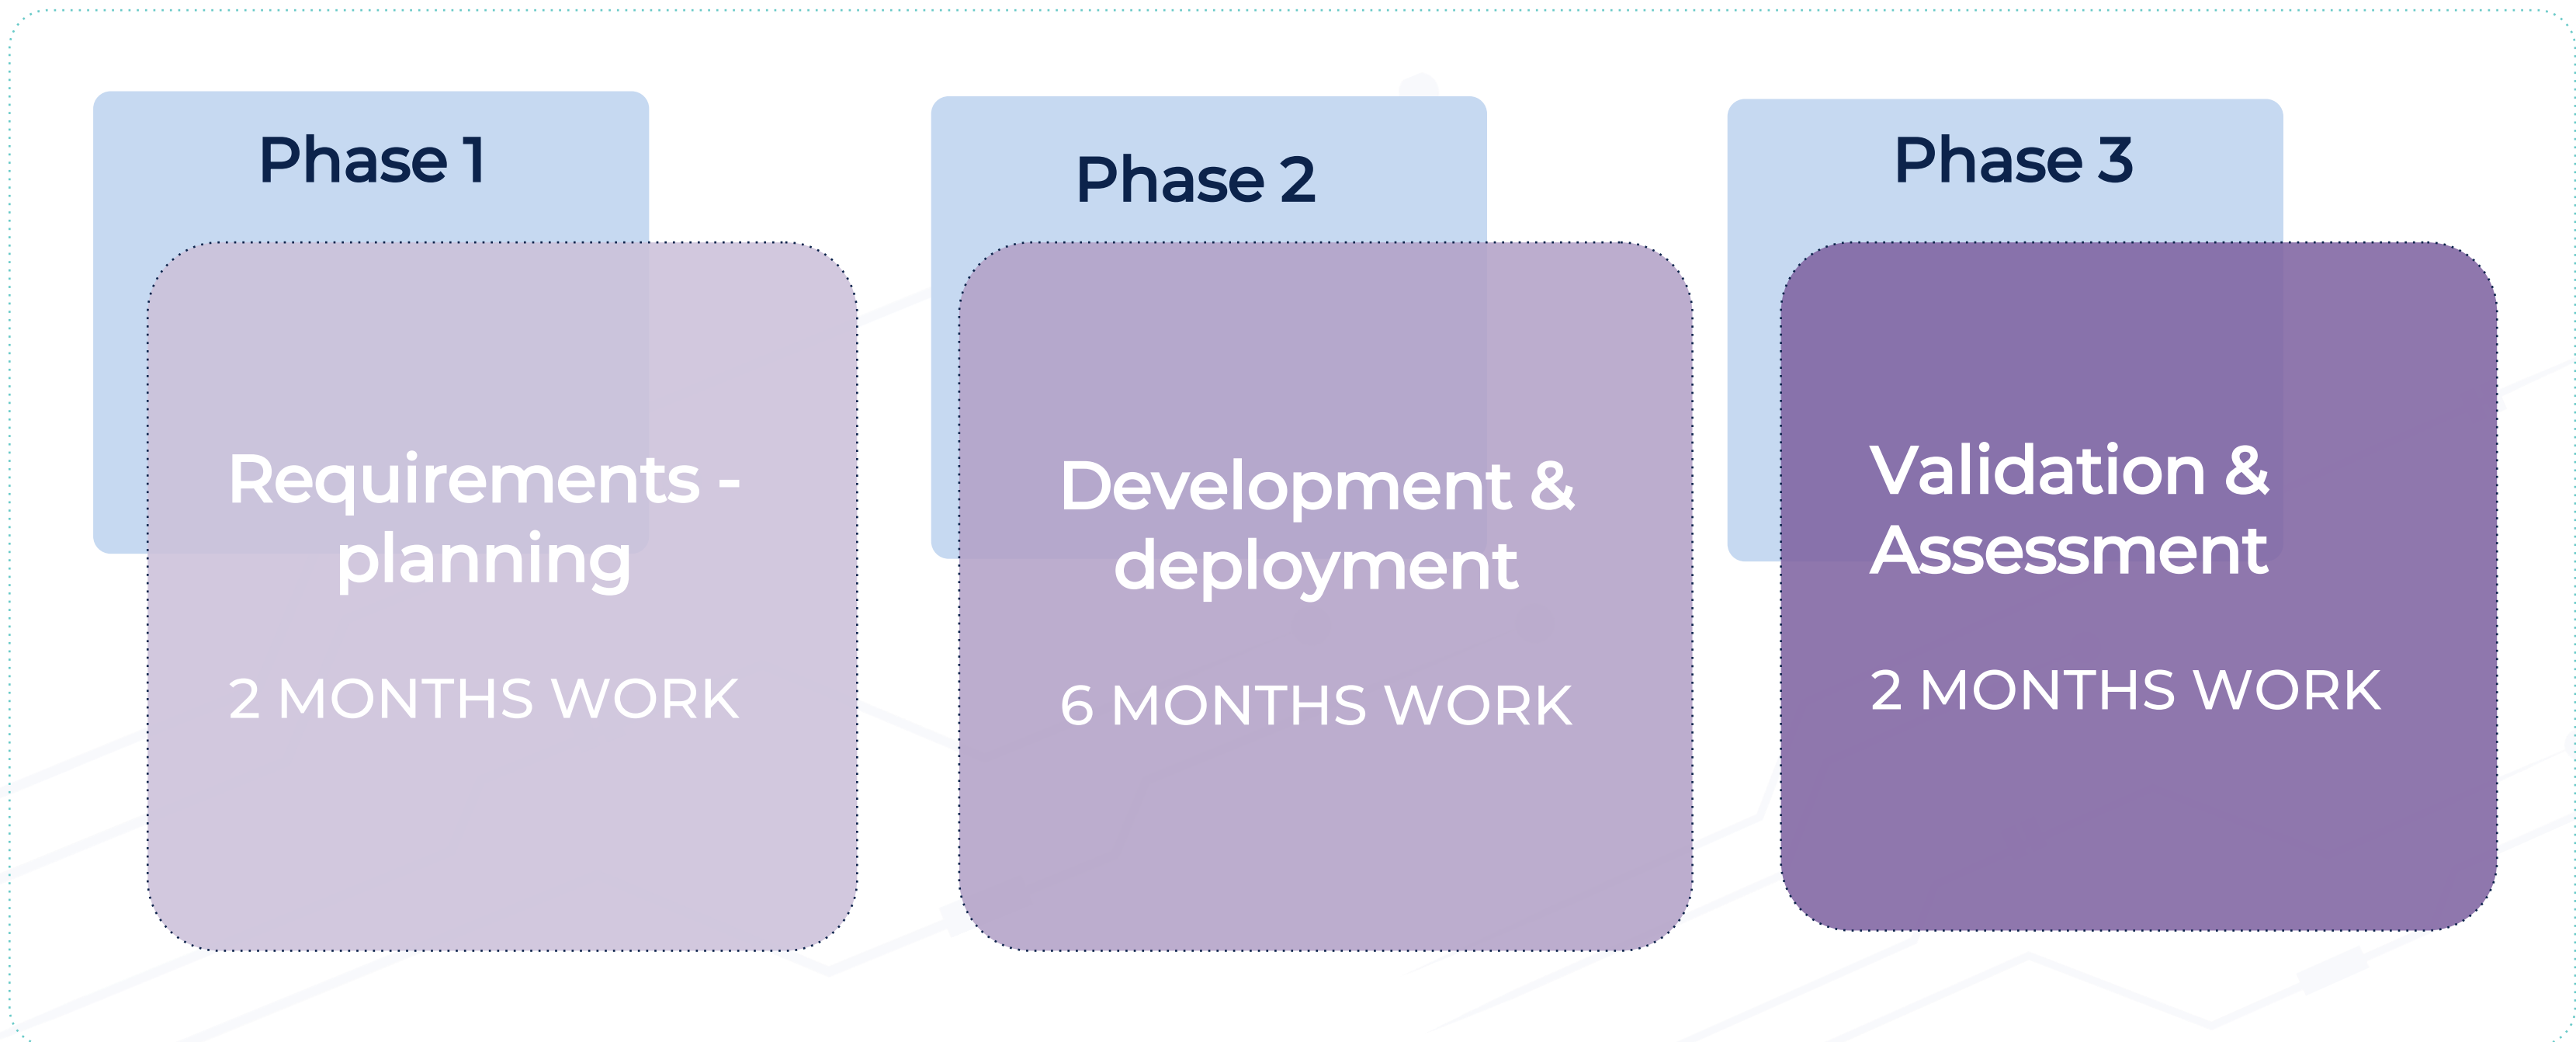 Phase 1
Requirements -
planning
2 MONTHS WORK
Phase 2
Development &
deployment
6 MONTHS WORK
Phase 3
Validation &
Assessment
2 MONTHS WORK